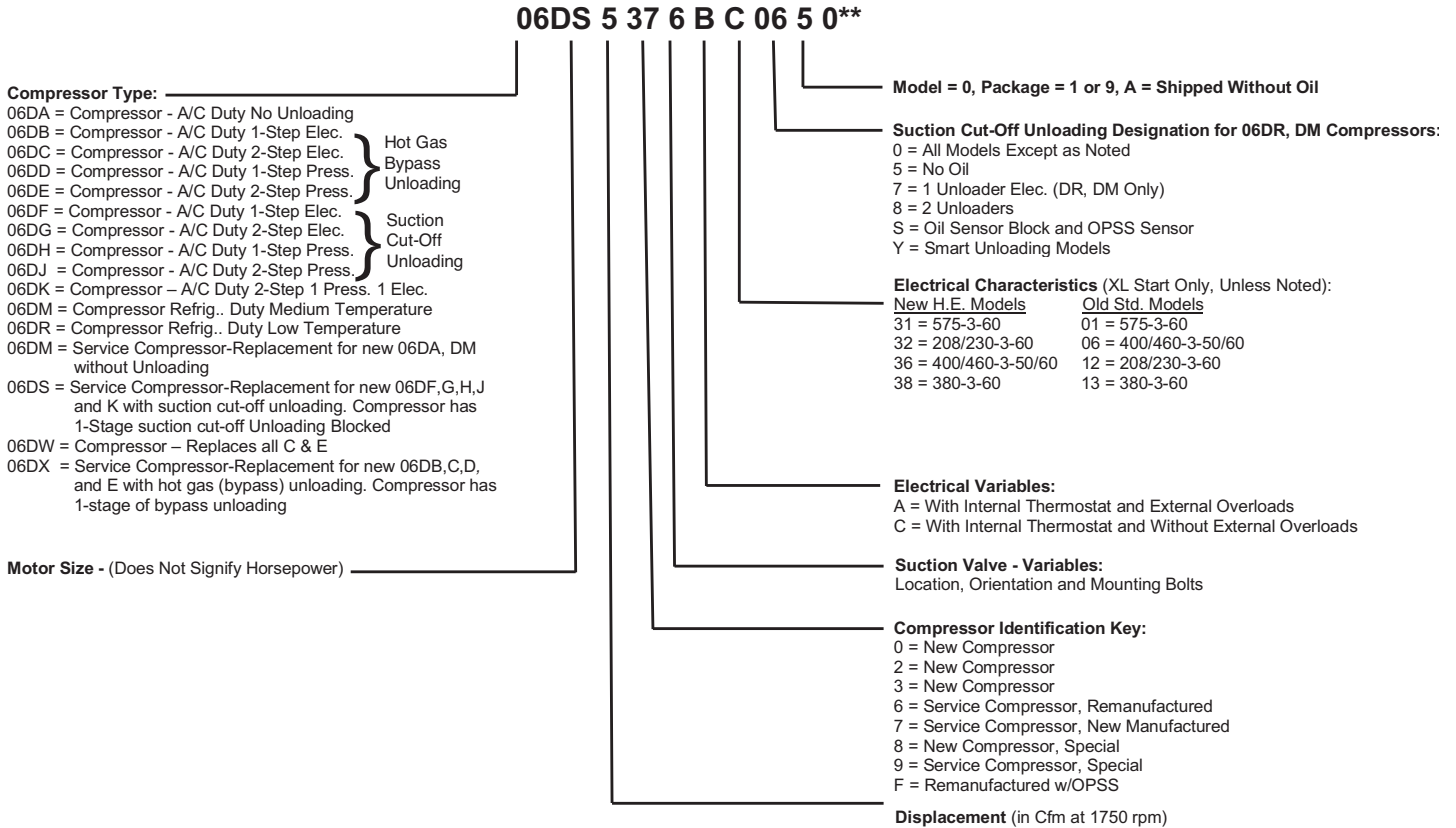 06DS 5 37 6 B C 06 5 0**
Compressor Type:
06DA = Compressor - A/C Duty No Unloading
06DB = Compressor - A/C Duty 1-Step Elec.
06DC = Compressor - A/C Duty 2-Step Elec.
06DD = Compressor - A/C Duty 1-Step Press.
06DE = Compressor - A/C Duty 2-Step Press.
Hot Gas
Bypass
Unloading
06DF = Compressor - A/C Duty 1-Step Elec.
06DG = Compressor - A/C Duty 2-Step Elec.
06DH = Compressor - A/C Duty 1-Step Press.
06DJ = Compressor - A/C Duty 2-Step Press.
Suction
Cut-Off
Unloading
06DK = Compressor – A/C Duty 2-Step 1 Press. 1 Elec.
06DM = Compressor Refrig.. Duty Medium Temperature
06DR = Compressor Refrig.. Duty Low Temperature
06DM = Service Compressor-Replacement for new 06DA, DM
without Unloading
06DS = Service Compressor-Replacement for new 06DF,G,H,J
and K with suction cut-off unloading. Compressor has
1-Stage suction cut-off Unloading Blocked
06DW = Compressor – Replaces all C & E
06DX = Service Compressor-Replacement for new 06DB,C,D,
and E with hot gas (bypass) unloading. Compressor has
1-stage of bypass unloading
Motor Size - (Does Not Signify Horsepower)
Model = 0, Package = 1 or 9, A = Shipped Without Oil
Suction Cut-Off Unloading Designation for 06DR, DM Compressors:
0 = All Models Except as Noted
5 = No Oil
7 = 1 Unloader Elec. (DR, DM Only)
8 = 2 Unloaders
S = Oil Sensor Block and OPSS Sensor
Y = Smart Unloading Models
Electrical Characteristics (XL Start Only, Unless Noted):
New H.E. Models Old Std. Models
31 = 575-3-60 01 = 575-3-60
32 = 208/230-3-60 06 = 400/460-3-50/60
36 = 400/460-3-50/60 12 = 208/230-3-60
38 = 380-3-60 13 = 380-3-60
Electrical Variables:
A = With Internal Thermostat and External Overloads
C = With Internal Thermostat and Without External Overloads
Suction Valve - Variables:
Location, Orientation and Mounting Bolts
Compressor Identification Key:
0 = New Compressor
2 = New Compressor
3 = New Compressor
6 = Service Compressor, Remanufactured
7 = Service Compressor, New Manufactured
8 = New Compressor, Special
9 = Service Compressor, Special
F = Remanufactured w/OPSS
Displacement (in Cfm at 1750 rpm)